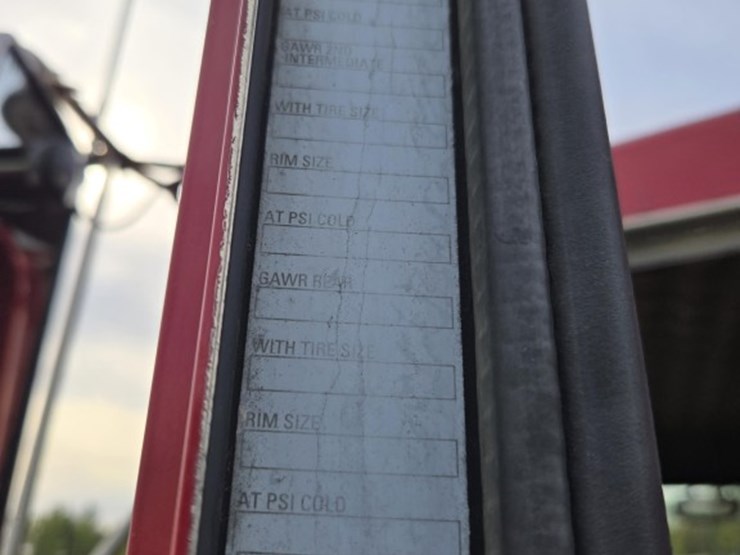 AT PSI COLD
GAWR 2ND
INTERMEDIATE
WITH TIRE SIZE
RIM SIZE
AT PSI COLD
GAWR REAR
WITH TIRE SIZE
RIM SIZE
AT PSI COLD